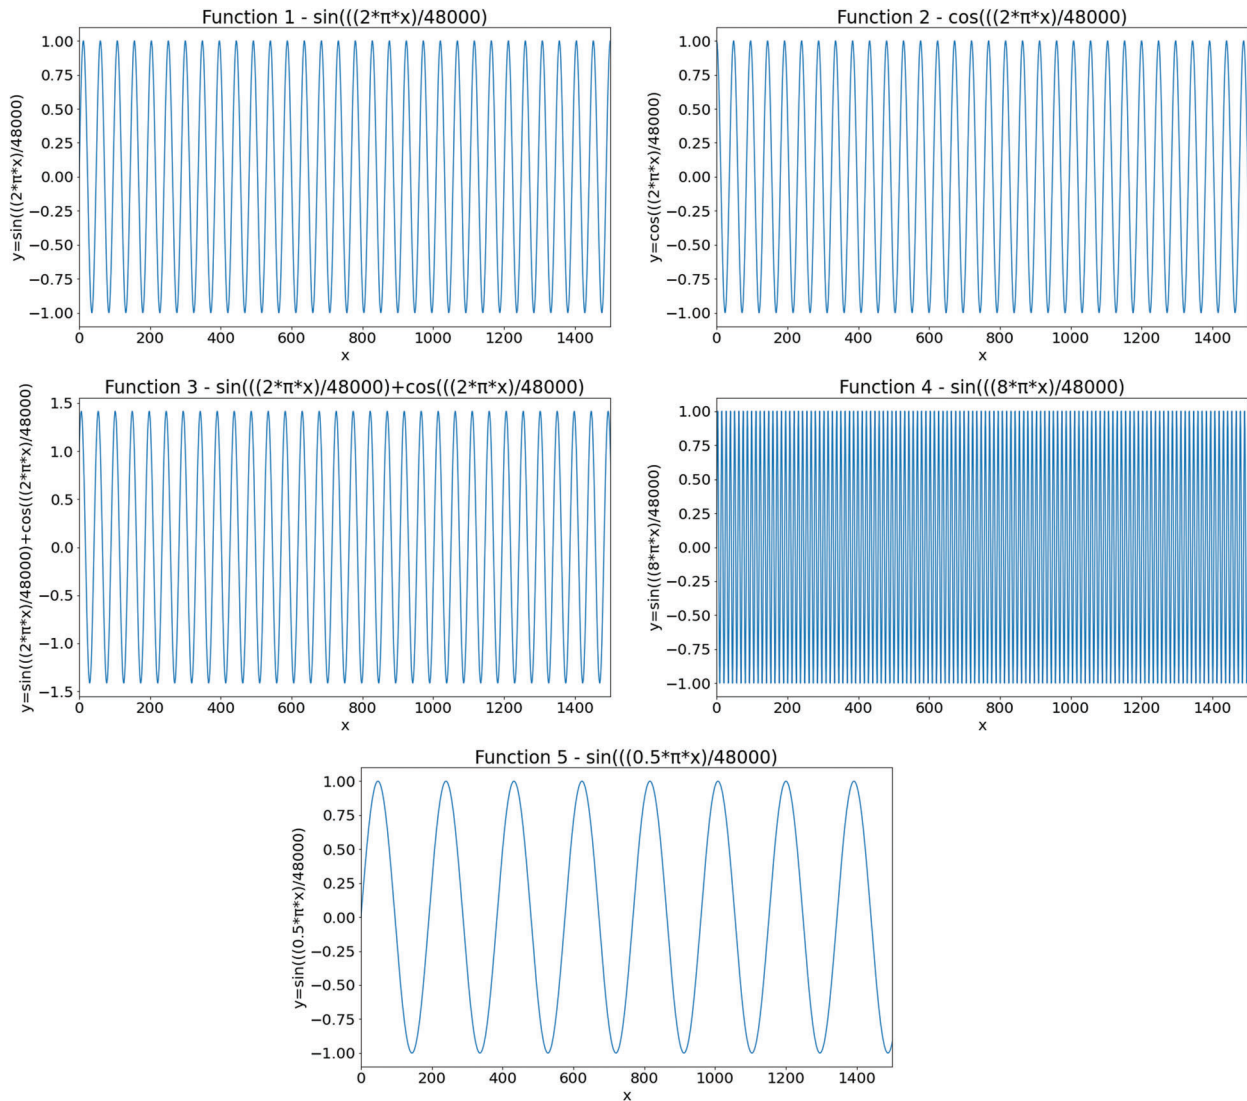 Function 1 - sin(((2*π*x)/48000)
y=sin(((2*π*x)/48000)
1.00
0.75
0.50
0.25
0.00
−0.25
−0.50
−0.75
−1.00
0 200 400 600 800 1000 1200 1400
x
Function 2 - cos(((2*π*x)/48000)
y=cos(((2*π*x)/48000)
1.00
0.75
0.50
0.25
0.00
−0.25
−0.50
−0.75
−1.00
0 200 400 600 800 1000 1200 1400
x
Function 3 - sin(((2*π*x)/48000)+cos(((2*π*x)/48000)
y=sin(((2*π*x)/48000)+cos(((2*π*x)/48000)
1.5
1.0
0.5
0.0
−0.5
−1.0
−1.5
0 200 400 600 800 1000 1200 1400
x
Function 4 - sin(((8*π*x)/48000)
y=sin(((8*π*x)/48000)
1.00
0.75
0.50
0.25
0.00
−0.25
−0.50
−0.75
−1.00
0 200 400 600 800 1000 1200 1400
x
Function 5 - sin(((0.5*π*x)/48000)
y=sin(((0.5*π*x)/48000)
1.00
0.75
0.50
0.25
0.00
−0.25
−0.50
−0.75
−1.00
0 200 400 600 800 1000 1200 1400
x